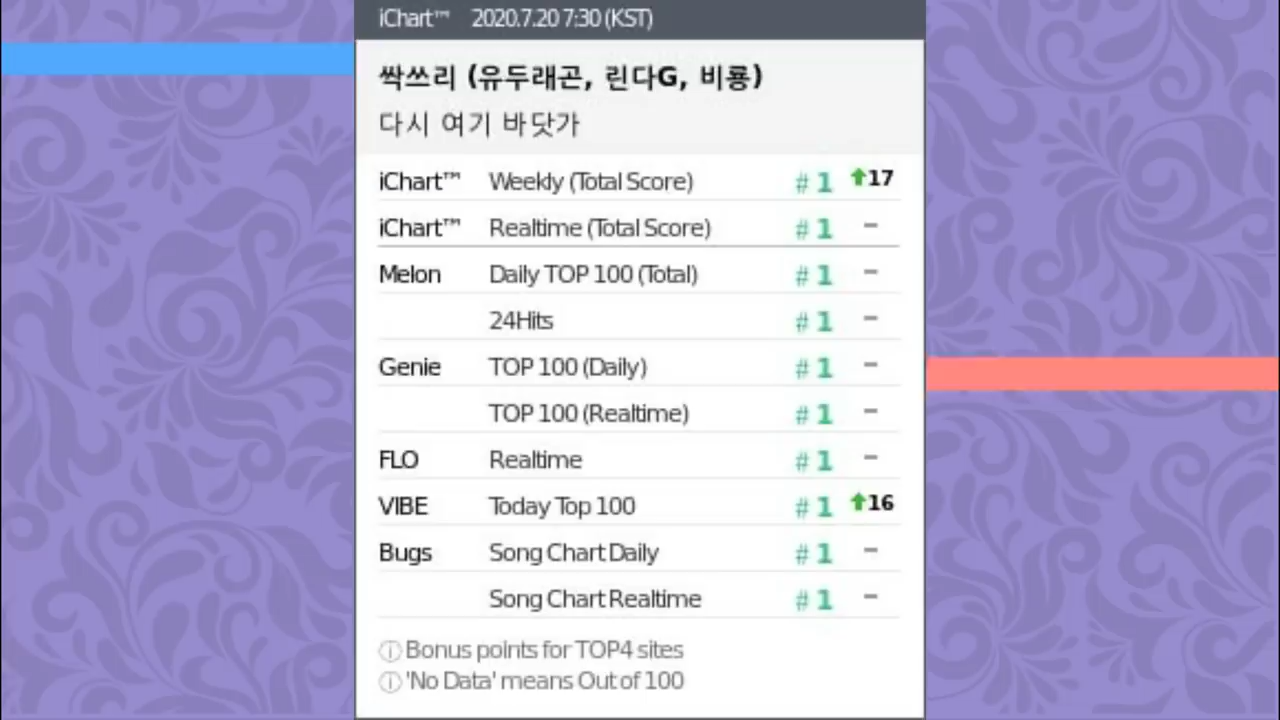 iChart™ 2020.7.20 7:30 (KST)
싹쓰리 (유두래곤, 린다G, 비룡)
다시 여기 바닷가
iChart™ Weekly (Total Score) # 1 ⬆17
iChart™ Realtime (Total Score) # 1 –
Melon Daily TOP 100 (Total) # 1 –
24Hits # 1 –
Genie TOP 100 (Daily) # 1 –
TOP 100 (Realtime) # 1 –
FLO Realtime # 1 –
VIBE Today Top 100 # 1 ⬆16
Bugs Song Chart Daily # 1 –
Song Chart Realtime # 1 –
ⓘ Bonus points for TOP4 sites
ⓘ 'No Data' means Out of 100